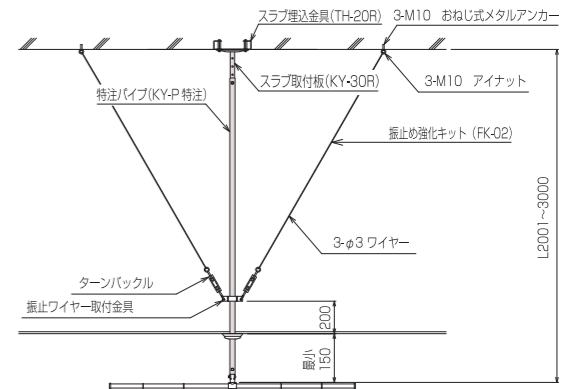 スラブ埋込金具(TH-20R)
3-M10 おねじ式メタルアンカー
スラブ取付板(KY-30R)
3-M10 アイナット
特注パイプ(KY-P 特注)
振止め強化キット（FK-02）
L2001～3000
3-φ3 ワイヤー
ターンバックル
振止ワイヤー取付金具
200
最小
150